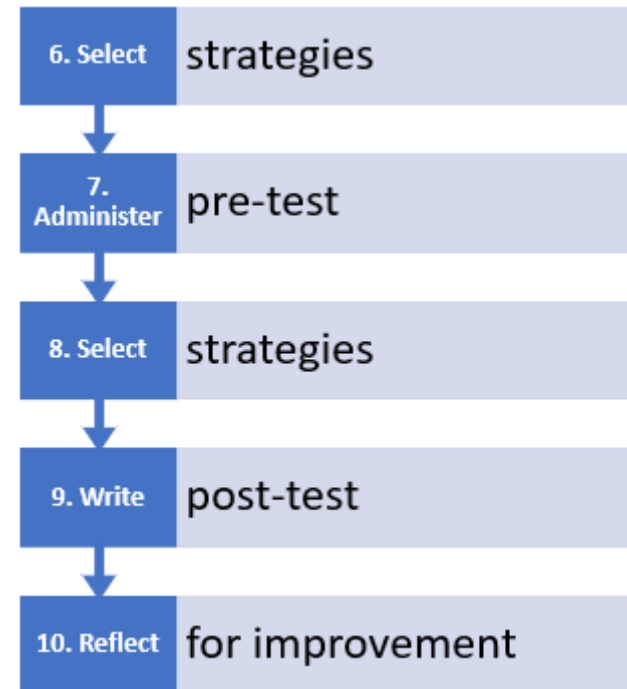 6. Select strategies
7.
Administer pre-test
8. Select strategies
9. Write post-test
10. Reflect for improvement